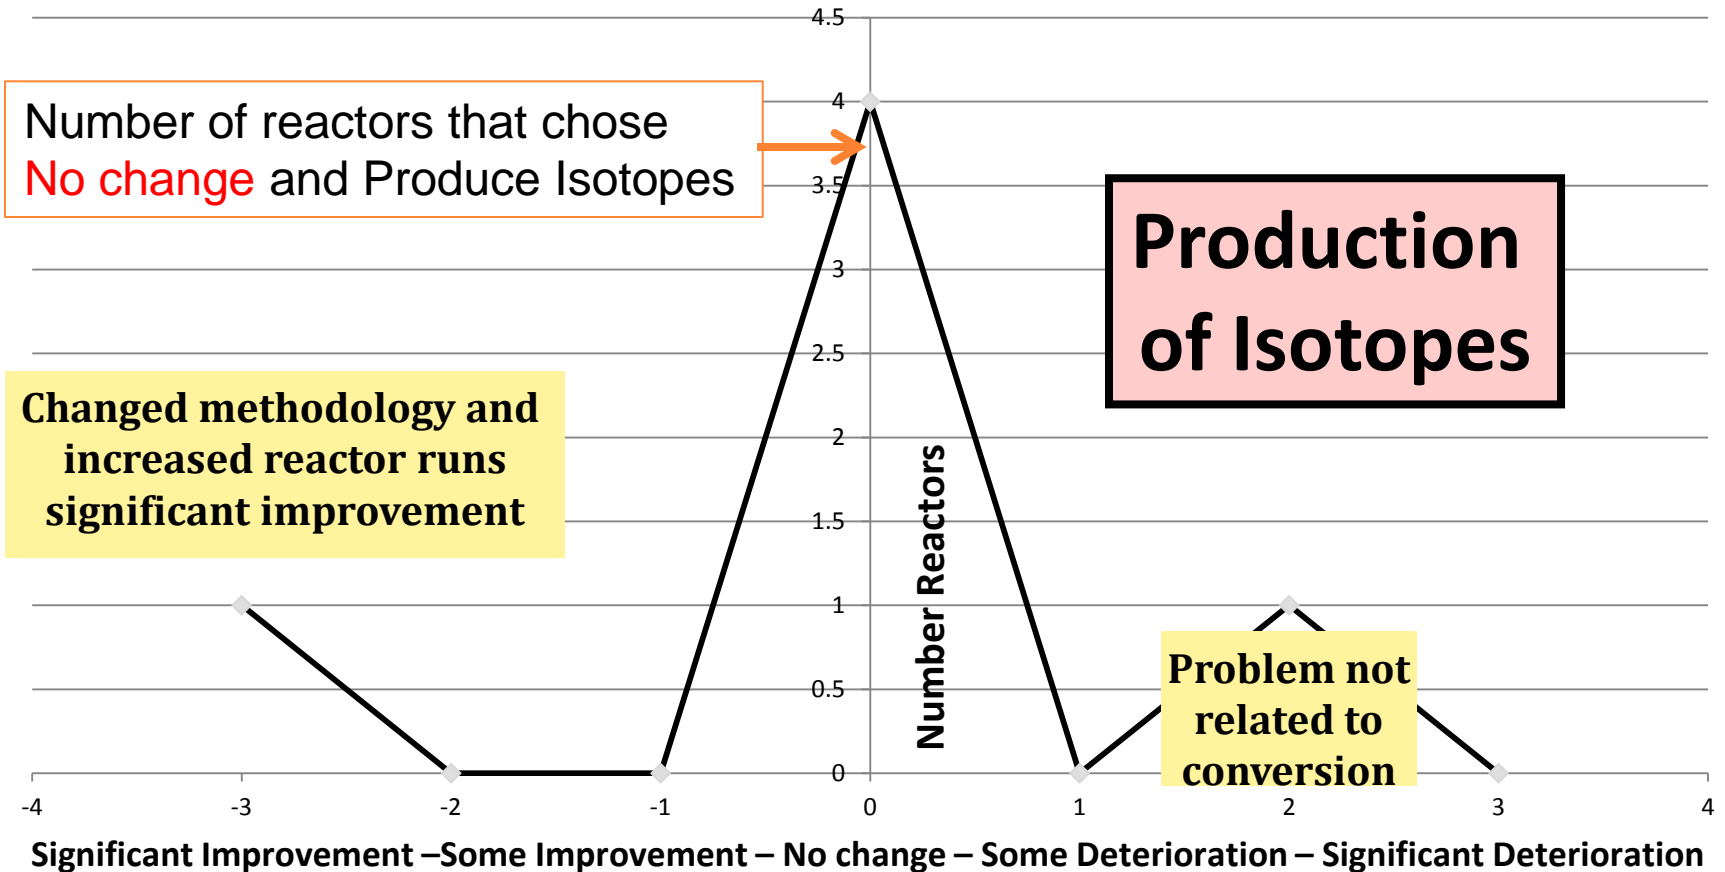 4.5
Number of reactors that chose
No change and Produce Isotopes
4
3.5
Production
of Isotopes
3
2.5
Changed methodology and
increased reactor runs
significant improvement
2
1.5
Number Reactors
1
Problem not
related to
conversion
0.5
0
-4 -3 -2 -1 0 1 2 3 4
Significant Improvement –Some Improvement – No change – Some Deterioration – Significant Deterioration